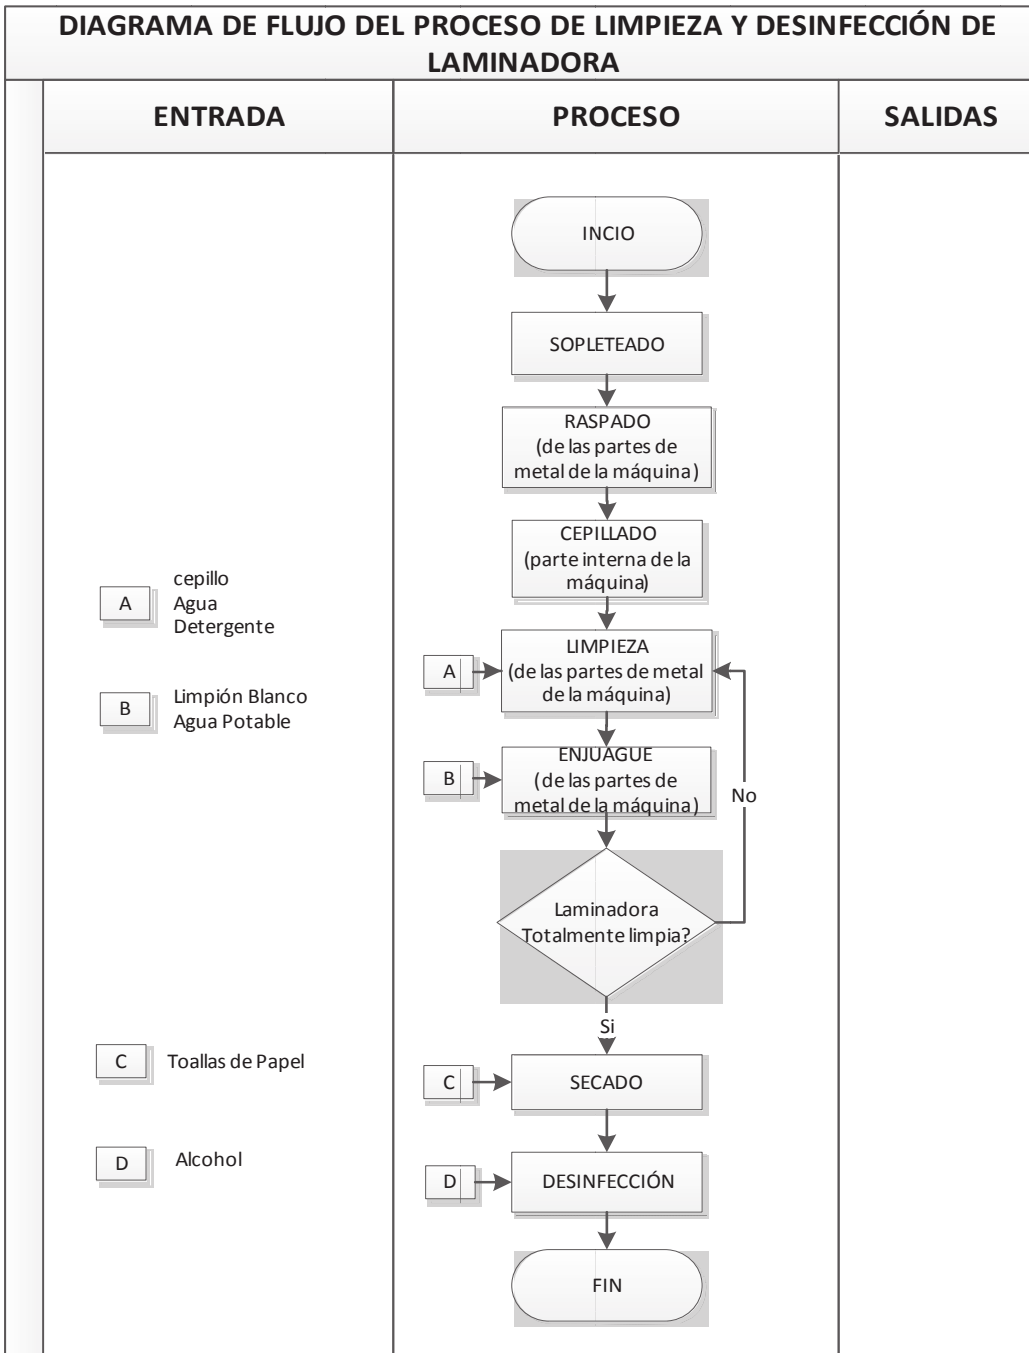 DIAGRAMA DE FLUJO DEL PROCESO DE LIMPIEZA Y DESINFECCIÓN DE
LAMINADORA
ENTRADA
PROCESO
SALIDAS
INCIO
SOPLETEADO
RASPADO
(de las partes de
metal de la máquina)
CEPILLADO
(parte interna de la
máquina)
A
cepillo
Agua
Detergente
A
LIMPIEZA
(de las partes de metal
de la máquina)
B
Limpión Blanco
Agua Potable
B
ENJUAGUE
(de las partes de
metal de la máquina)
No
Laminadora
Totalmente limpia?
Si
C
Toallas de Papel
C
SECADO
D
Alcohol
D
DESINFECCIÓN
FIN